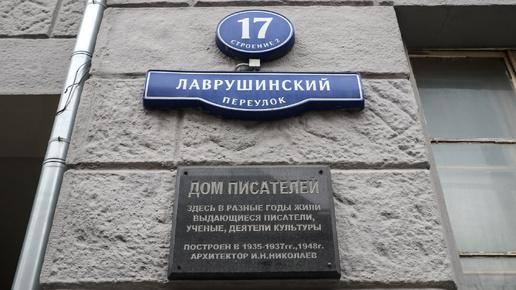 17
СТРОЕНИЕ 2
ЛАВРУШИНСКИЙ
ПЕРЕУЛОК
ДОМ ПИСАТЕЛЕЙ
ЗДЕСЬ В РАЗНЫЕ ГОДЫ ЖИЛИ
ВЫДАЮЩИЕСЯ ПИСАТЕЛИ,
УЧЕНЫЕ, ДЕЯТЕЛИ КУЛЬТУРЫ
ПОСТРОЕН В 1935-1937гг.,1948г.
АРХИТЕКТОР И.Н.НИКОЛАЕВ